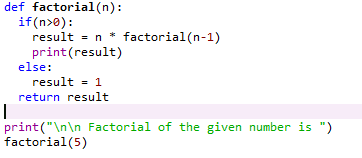 def factorial(n):
  if(n>0):
    result = n * factorial(n-1)
    print(result)
  else:
    result = 1
  return result

print("\n\n Factorial of the given number is ")
factorial(5)